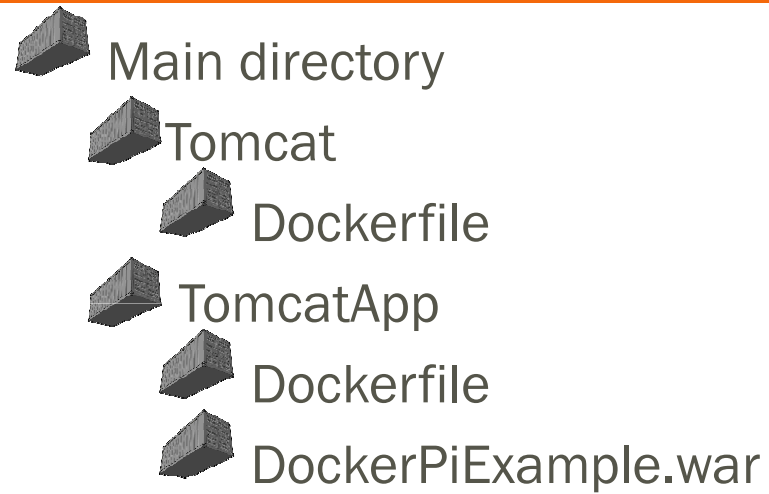 Main directory
Tomcat
Dockerfile
TomcatApp
Dockerfile
DockerPiExample.war